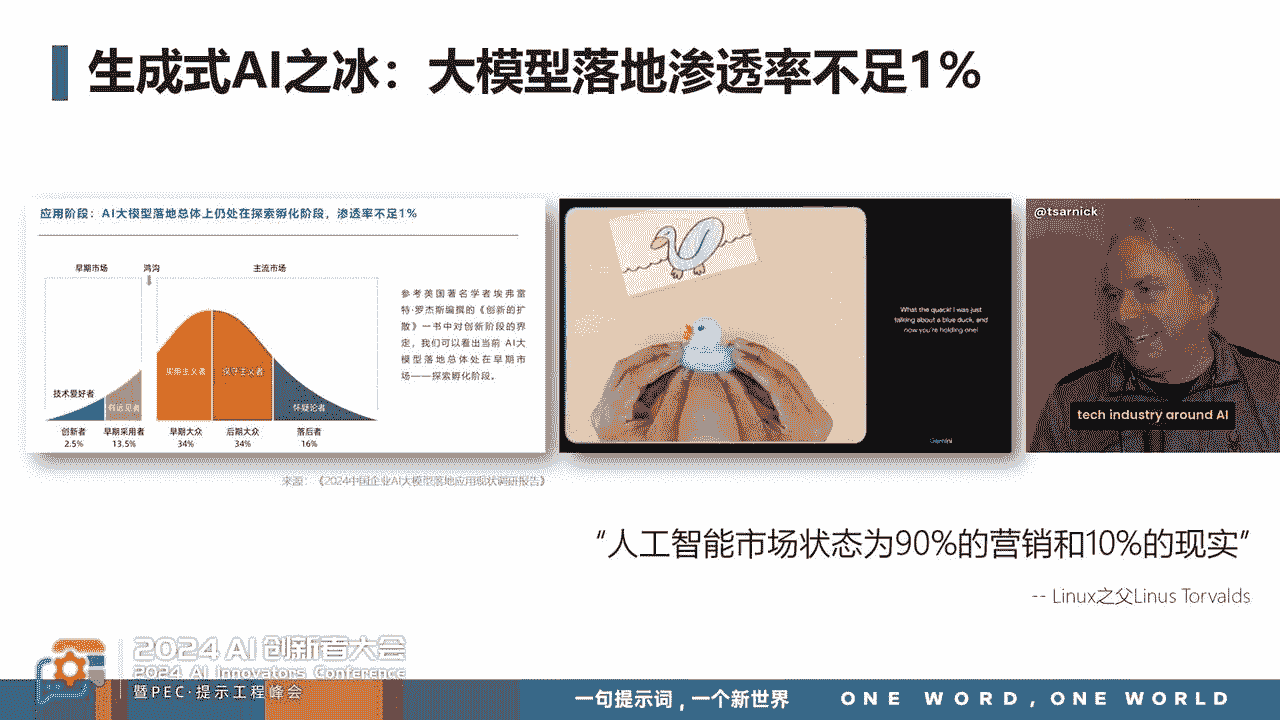 生成式AI之冰：大模型落地渗透率不足1%
应用阶段：AI大模型落地总体上仍处在探索孵化阶段，渗透率不足1%
早期市场
鸿沟
主流市场
技术爱好者
有远见者
实用主义者
保守主义者
怀疑论者
创新者
2.5%
早期采用者
13.5%
早期大众
34%
后期大众
34%
落后者
16%
参考英国著名学者埃弗雷
特·罗杰斯编撰的《创新的扩
散》一书中对创新阶段的界
定，我们可以看出当前 AI大
模型落地总体处在早期市
场——探索孵化阶段。
来源：《2024中国企业AI大模型落地应用现状调研报告》
What the quack! I was just
talking about a blue duck, and
now you're holding one!
Gemini
@tsarnick
tech industry around AI
“人工智能市场状态为90%的营销和10%的现实”
-- Linux之父Linus Torvalds
2024 AI 创新者大会
2024 AI Innovators Conference
暨PEC·提示工程峰会
一句提示词，一个新世界
ONE WORD, ONE WORLD